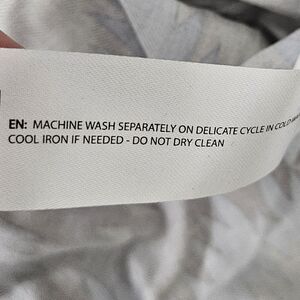 EN: MACHINE WASH SEPARATELY ON DELICATE CYCLE IN COLD
COOL IRON IF NEEDED - DO NOT DRY CLEAN